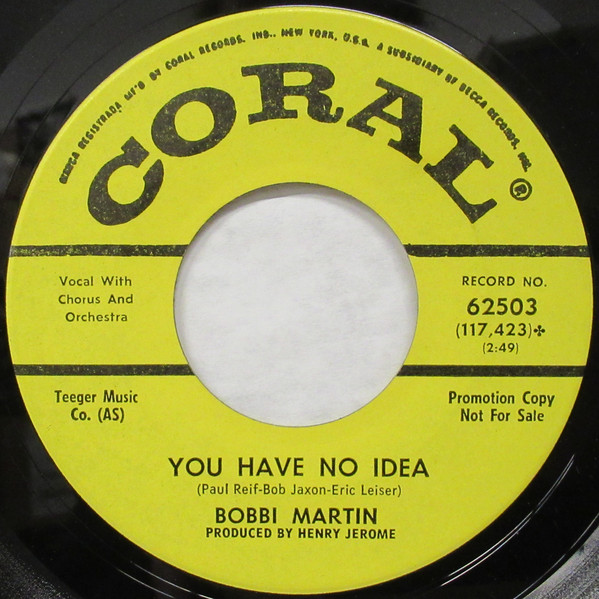 MARCA REGISTRADA MF'D BY CORAL RECORDS, INC., NEW YORK, U.S.A. A SUBSIDIARY OF DECCA RECORDS, INC.
CORAL®
Vocal With
Chorus And
Orchestra
RECORD NO.
62503
(117,423)✤
(2:49)
Teeger Music
Co. (AS)
Promotion Copy
Not For Sale
YOU HAVE NO IDEA
(Paul Reif-Bob Jaxon-Eric Leiser)
BOBBI MARTIN
PRODUCED BY HENRY JEROME